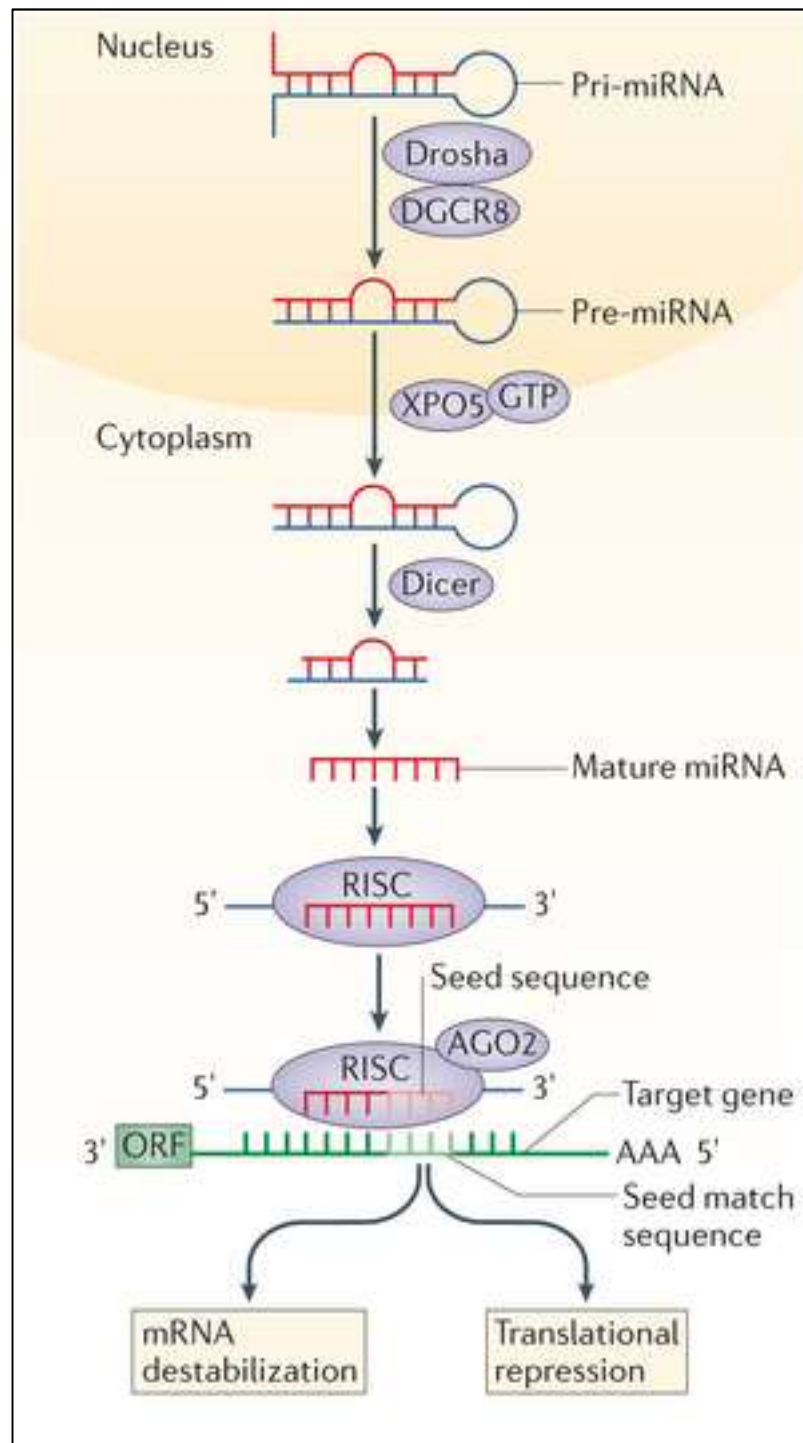 Nucleus
Pri-miRNA
Drosha
DGCR8
Pre-miRNA
XPO5
GTP
Cytoplasm
Dicer
Mature miRNA
RISC
5' 3'
Seed sequence
AGO2
RISC
5' 3'
Target gene
3' ORF AAA 5'
Seed match
sequence
mRNA
destabilization
Translational
repression